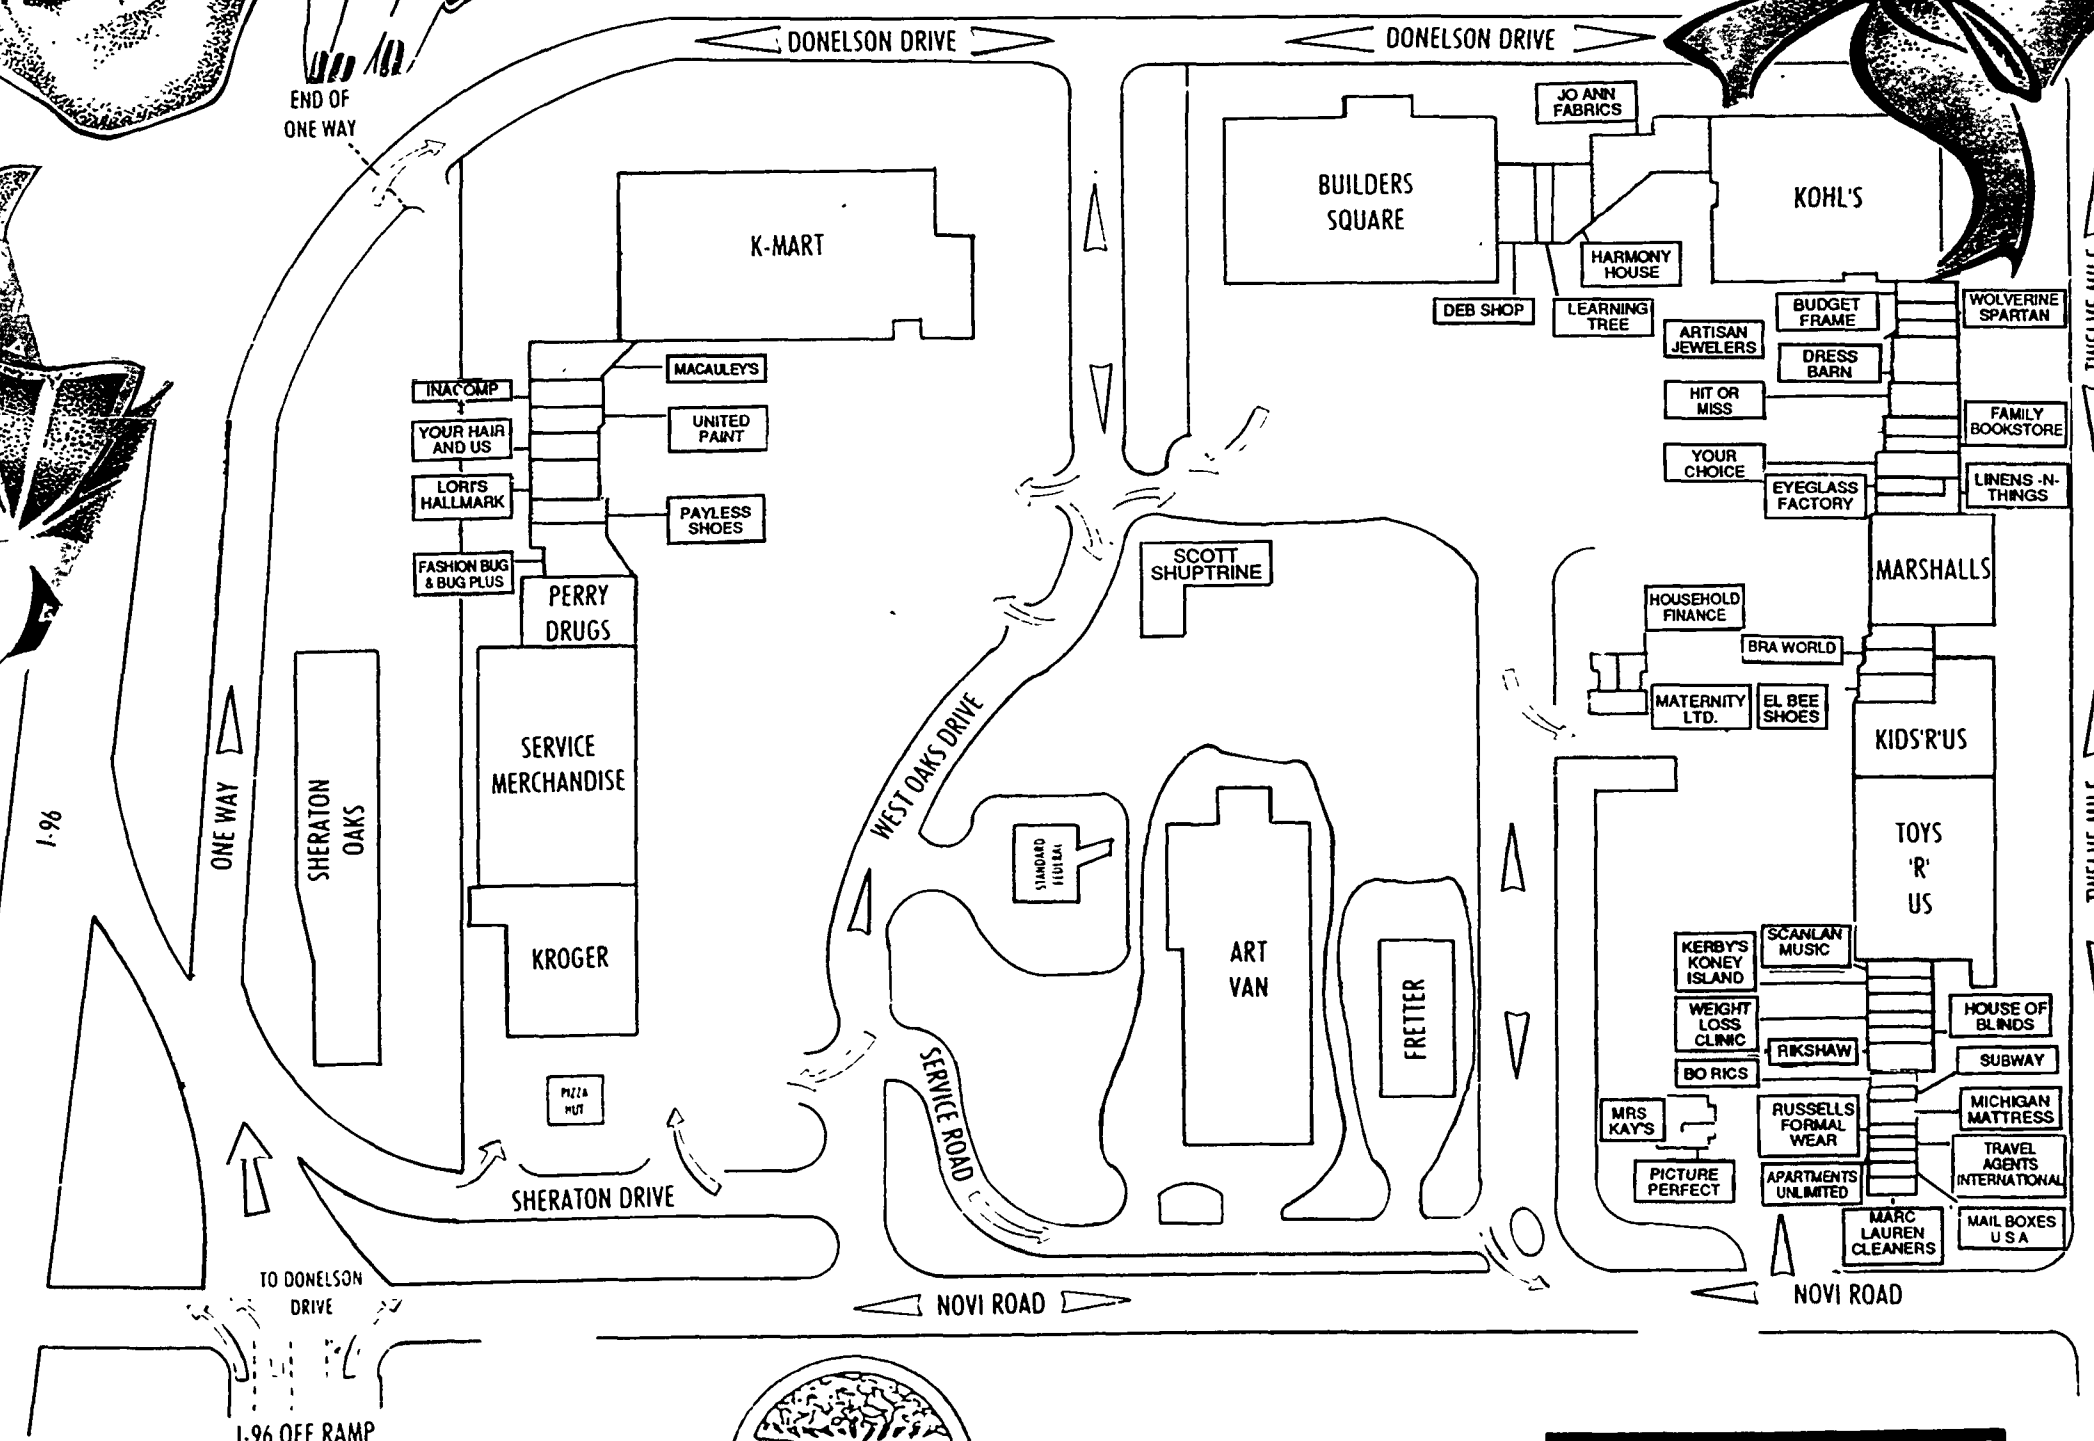 DONELSON DRIVE
DONELSON DRIVE
END OF
ONE WAY
JO ANN
FABRICS
BUILDERS
SQUARE
KOHL'S
K-MART
HARMONY
HOUSE
DEB SHOP
LEARNING
TREE
BUDGET
FRAME
WOLVERINE
SPARTAN
ARTISAN
JEWELERS
DRESS
BARN
MACAULEY'S
INACOMP
HIT OR
MISS
UNITED
PAINT
FAMILY
BOOKSTORE
YOUR HAIR
AND US
YOUR
CHOICE
LORI'S
HALLMARK
EYEGLASS
FACTORY
LINENS -N-
THINGS
PAYLESS
SHOES
FASHION BUG
& BUG PLUS
SCOTT
SHUPTRINE
MARSHALLS
PERRY
DRUGS
HOUSEHOLD
FINANCE
BRA WORLD
MATERNITY
LTD.
EL BEE
SHOES
KIDS'R'US
SERVICE
MERCHANDISE
WEST OAKS DRIVE
I-96
ONE WAY
SHERATON
OAKS
STANDARD
FEDERAL
TOYS
'R'
US
KROGER
ART
VAN
FRETTER
KERBY'S
KONEY
ISLAND
SCANLAN
MUSIC
WEIGHT
LOSS
CLINIC
HOUSE OF
BLINDS
RIKSHAW
SUBWAY
BO RICS
PIZZA
HUT
SERVICE ROAD
MRS
KAY'S
RUSSELLS
FORMAL
WEAR
MICHIGAN
MATTRESS
TRAVEL
AGENTS
INTERNATIONAL
PICTURE
PERFECT
APARTMENTS
UNLIMITED
SHERATON DRIVE
MARC
LAUREN
CLEANERS
MAIL BOXES
U S A
TO DONELSON
DRIVE
NOVI ROAD
NOVI ROAD
I-96 OFF RAMP